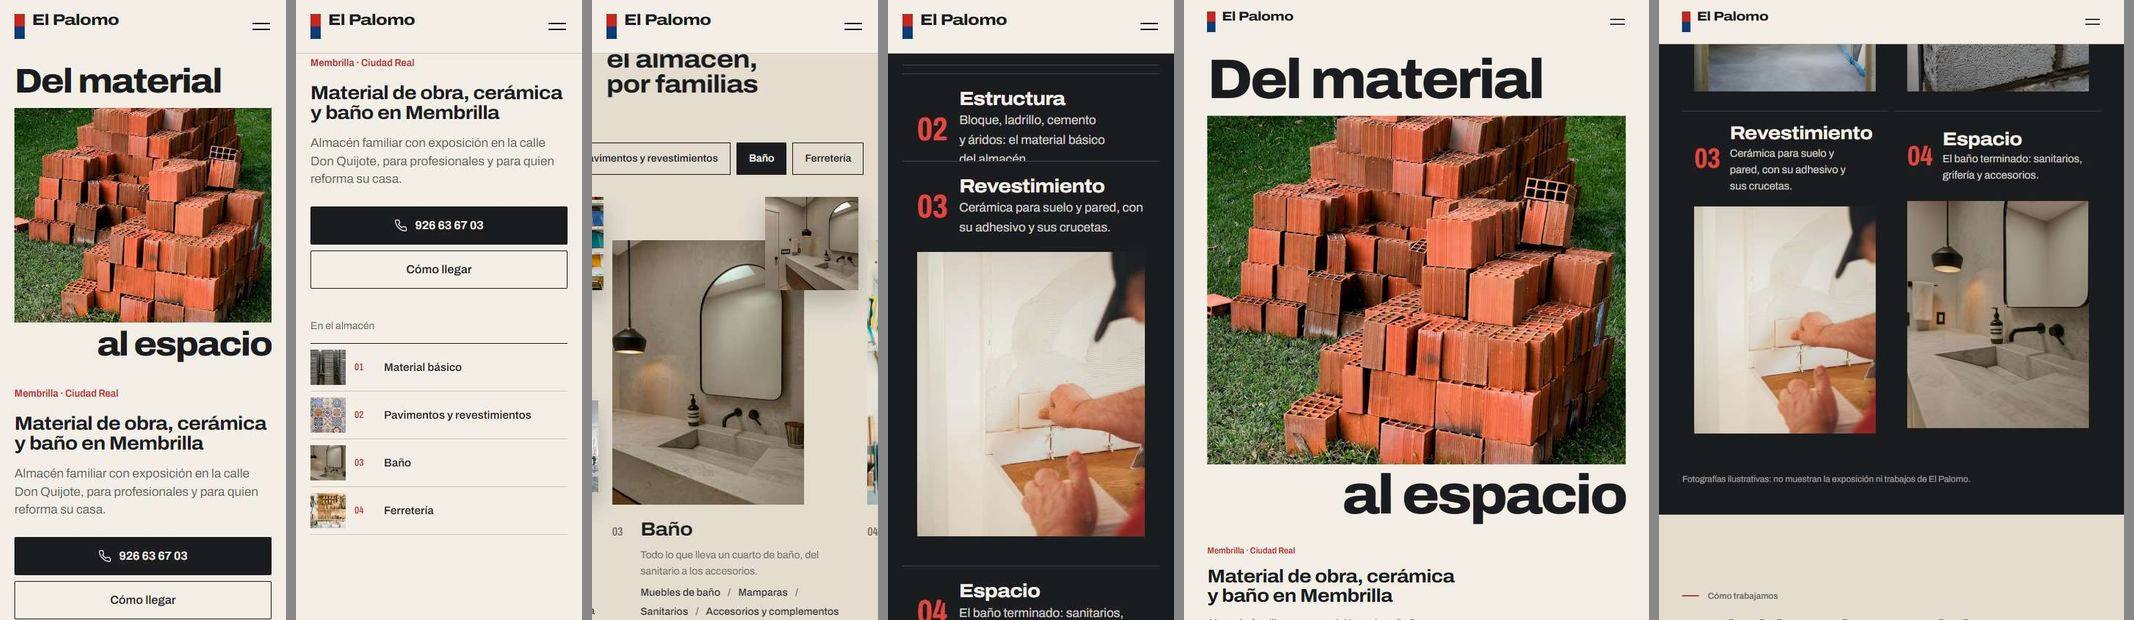 El Palomo
Del material
al espacio
Membrilla · Ciudad Real
Material de obra, cerámica
y baño en Membrilla
Almacén familiar con exposición en la calle
Don Quijote, para profesionales y para quien
reforma su casa.
926 63 67 03
Cómo llegar
El Palomo
Membrilla · Ciudad Real
Material de obra, cerámica
y baño en Membrilla
Almacén familiar con exposición en la calle
Don Quijote, para profesionales y para quien
reforma su casa.
926 63 67 03
Cómo llegar
En el almacén
01 Material básico
02 Pavimentos y revestimientos
03 Baño
04 Ferretería
El Palomo
el almacén,
por familias
avimentos y revestimientos Baño Ferretería
03 Baño
04
Todo lo que lleva un cuarto de baño, del
sanitario a los accesorios.
Muebles de baño / Mamparas /
Sanitarios / Accesorios y complementos
El Palomo
02 Estructura
Bloque, ladrillo, cemento
y áridos: el material básico
del almacén
03 Revestimiento
Cerámica para suelo y pared, con
su adhesivo y sus crucetas.
04 Espacio
El baño terminado: sanitarios,
El Palomo
Del material
al espacio
Membrilla · Ciudad Real
Material de obra, cerámica
y baño en Membrilla
El Palomo
03 Revestimiento
Cerámica para suelo y
pared, con su adhesivo y
sus crucetas.
04 Espacio
El baño terminado: sanitarios,
grifería y accesorios.
Fotografías ilustrativas: no muestran la exposición ni trabajos de El Palomo.
Cómo trabajamos